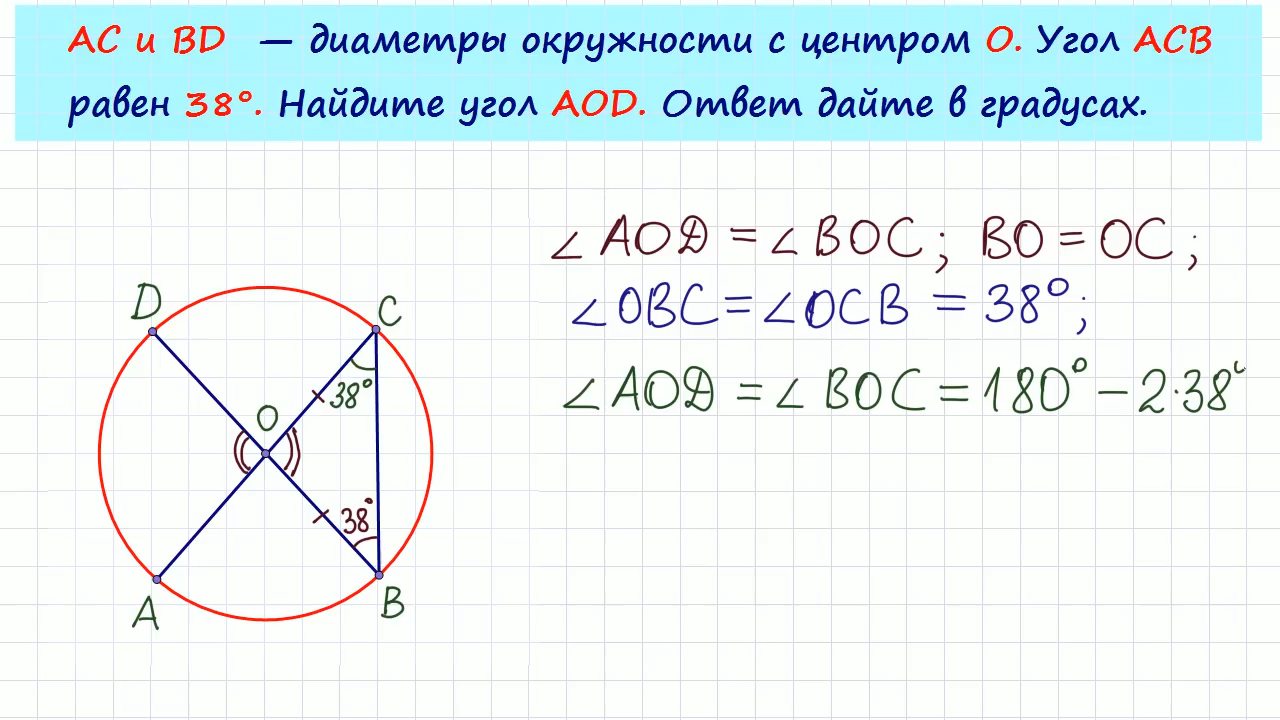 AC и BD — диаметры окружности с центром O. Угол ACB
равен 38°. Найдите угол AOD. Ответ дайте в градусах.
∠AOD = ∠BOC; BO = OC;
∠OBC = ∠OCB = 38°;
∠AOD = ∠BOC = 180° - 2·38°
D
C
38°
O
38°
A
B